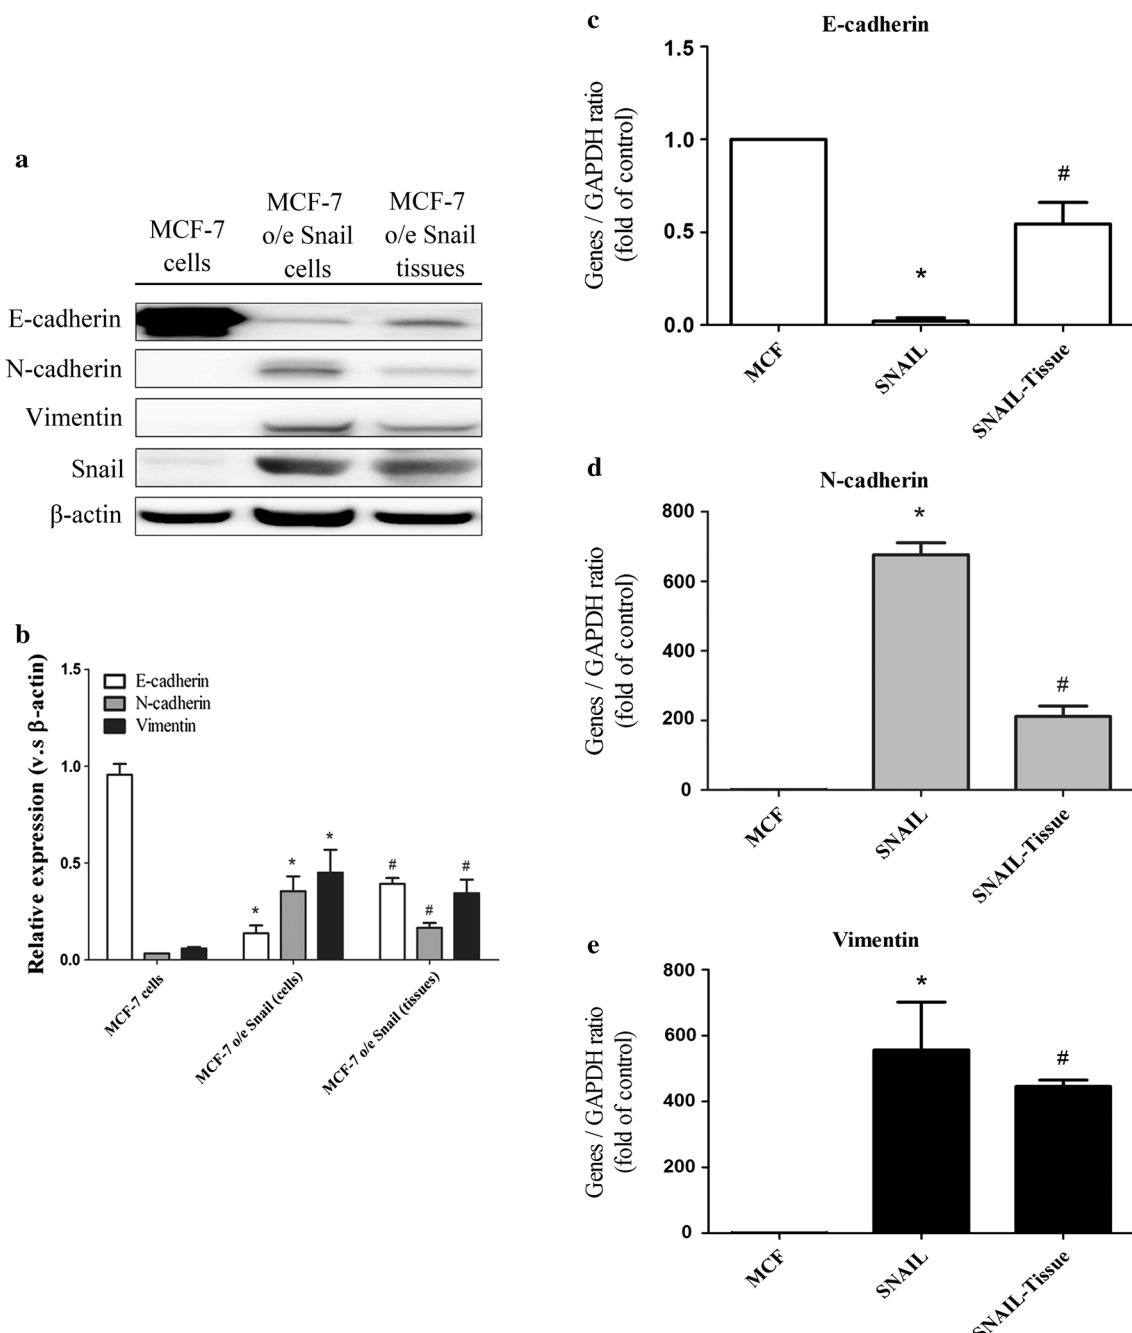 a
MCF-7
cells
MCF-7
o/e Snail
cells
MCF-7
o/e Snail
tissues
E-cadherin
N-cadherin
Vimentin
Snail
β-actin
b
Relative expression (v.s β-actin)
1.5
1.0
0.5
0.0
E-cadherin
N-cadherin
Vimentin
*
*
*
#
#
#
MCF-7 cells
MCF-7 o/e Snail (cells)
MCF-7 o/e Snail (tissues)
c
E-cadherin
Genes / GAPDH ratio
(fold of control)
1.5
1.0
0.5
0.0
*
#
MCF
SNAIL
SNAIL-Tissue
d
N-cadherin
Genes / GAPDH ratio
(fold of control)
800
600
400
200
0
*
#
MCF
SNAIL
SNAIL-Tissue
e
Vimentin
Genes / GAPDH ratio
(fold of control)
800
600
400
200
0
*
#
MCF
SNAIL
SNAIL-Tissue